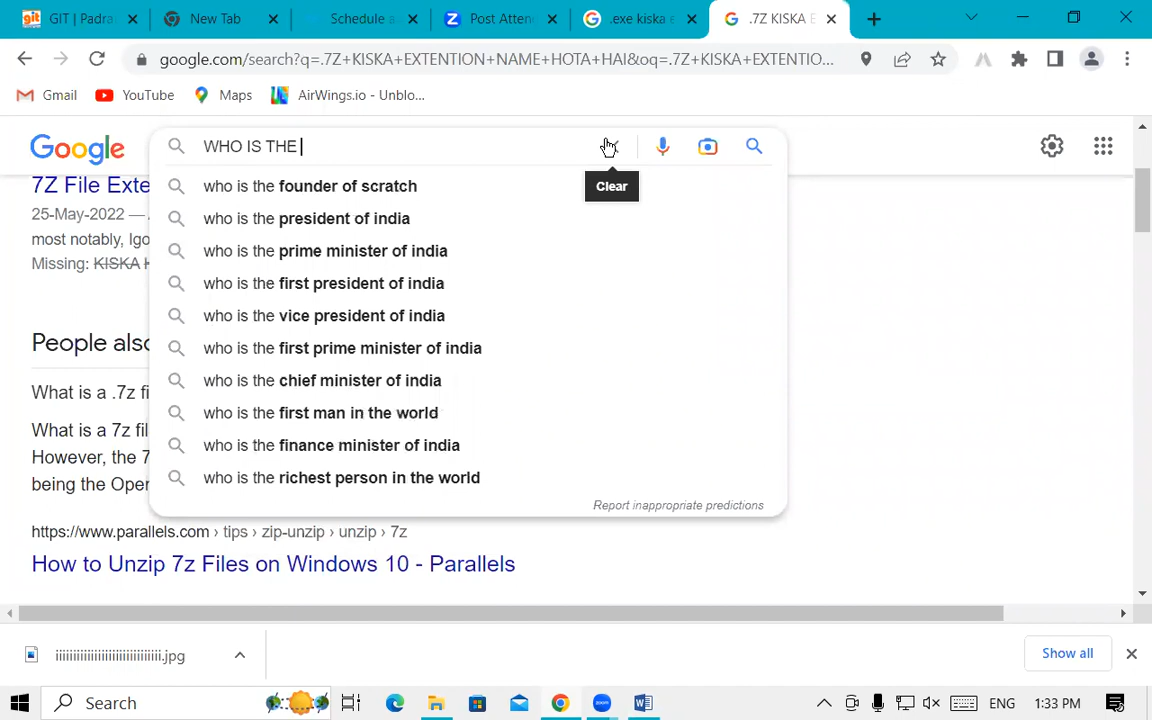 GIT | Padra
New Tab
Schedule a
Post Atten
.exe kiska e
.7Z KISKA E
google.com/search?q=.7Z+KISKA+EXTENTION+NAME+HOTA+HAI&oq=.7Z+KISKA+EXTENTIO...
Gmail
YouTube
Maps
AirWings.io - Unblo...
Google
WHO IS THE
Clear
7Z File Exte
25-May-2022 —
most notably, Igo
Missing: KISKA
who is the founder of scratch
who is the president of india
who is the prime minister of india
who is the first president of india
who is the vice president of india
who is the first prime minister of india
who is the chief minister of india
who is the first man in the world
who is the finance minister of india
who is the richest person in the world
Report inappropriate predictions
People also
What is a .7z fi
What is a 7z fil
However, the 7
being the Oper
https://www.parallels.com › tips › zip-unzip › unzip › 7z
How to Unzip 7z Files on Windows 10 - Parallels
iiiiiiiiiiiiiiiiiiiiiiiiiiiiii.jpg
Show all
Search
ENG
1:33 PM